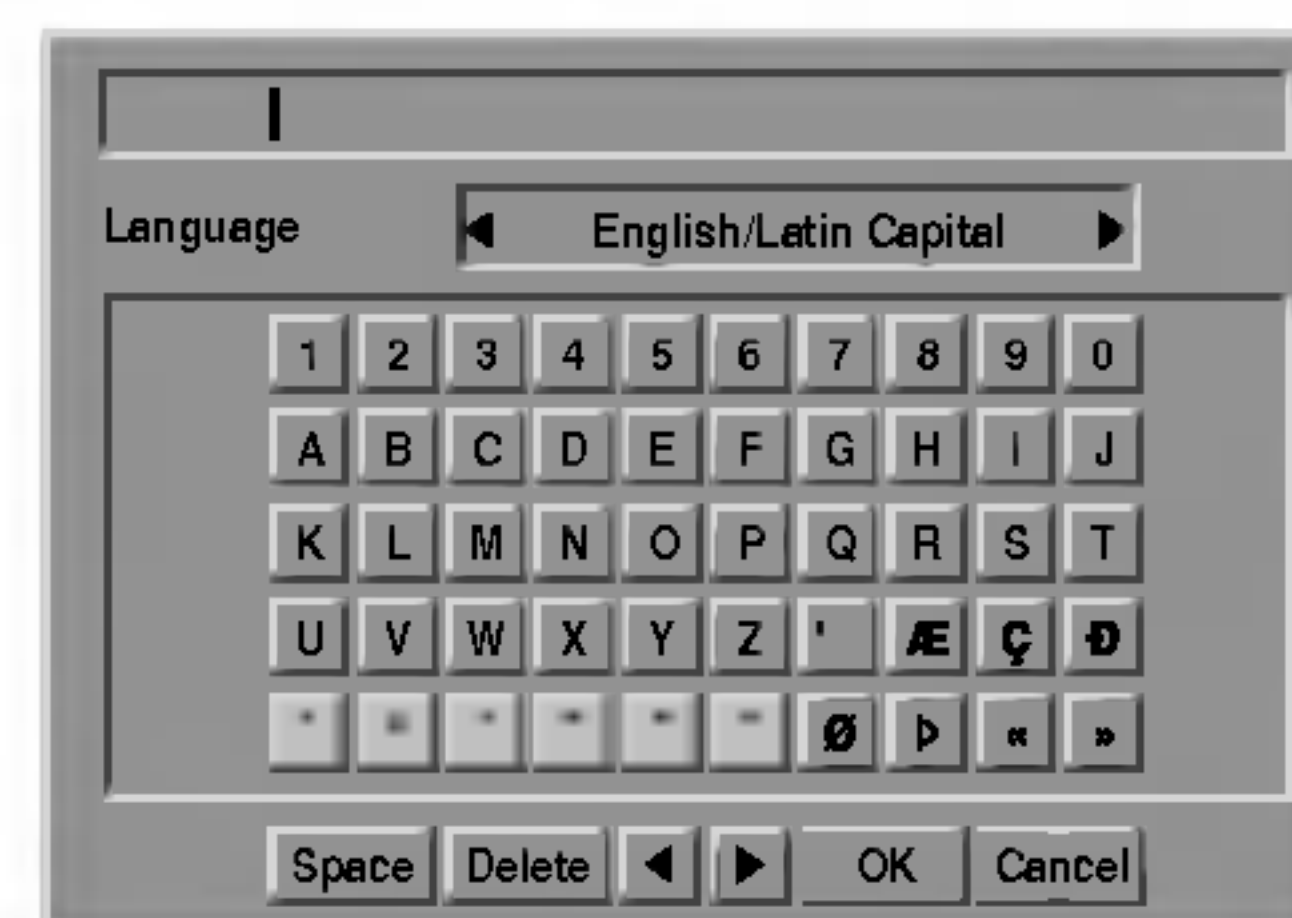 Language ◀ English/Latin Capital ▶
1 2 3 4 5 6 7 8 9 0
A B C D E F G H I J
K L M N O P Q R S T
U V W X Y Z ' Æ Ç Ð
Ø Þ « »
Space Delete ◀ ▶ OK Cancel